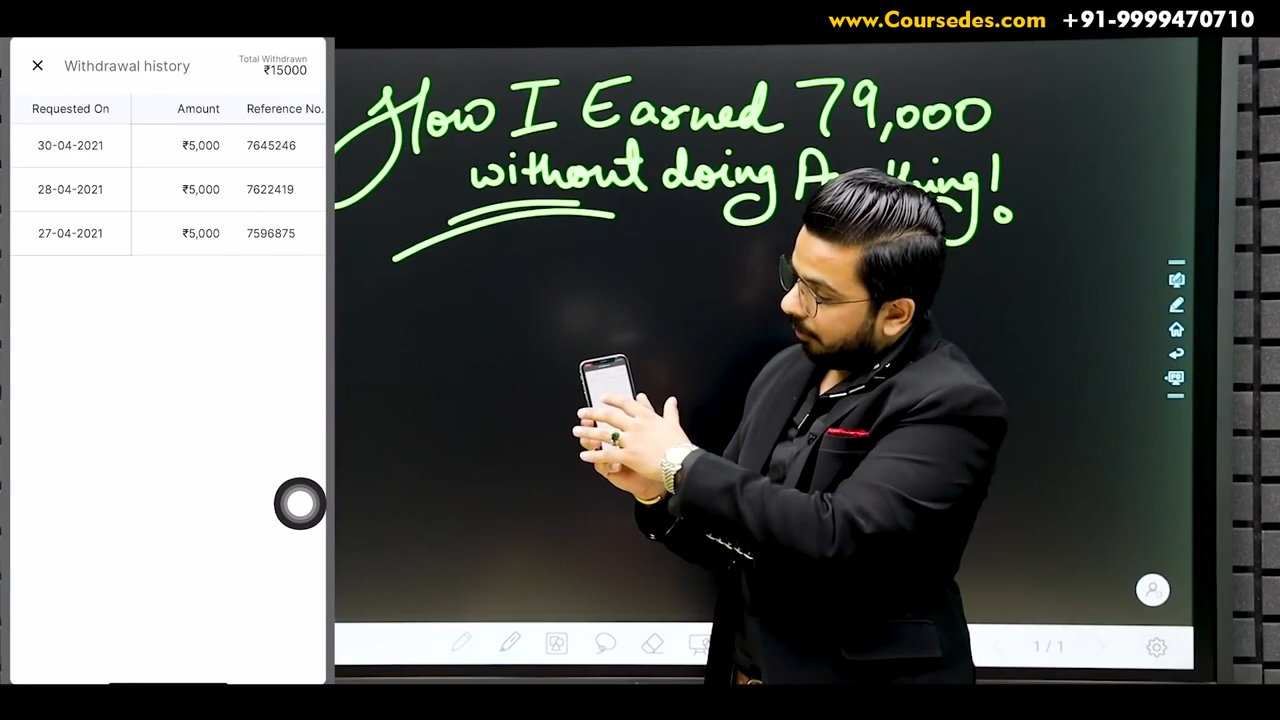 www.Coursedes.com +91-9999470710
Withdrawal history
Total Withdrawn
₹15000
Requested On Amount Reference No.
30-04-2021 ₹5,000 7645246
28-04-2021 ₹5,000 7622419
27-04-2021 ₹5,000 7596875
How I Earned 79,000
without doing Anything!
1 / 1